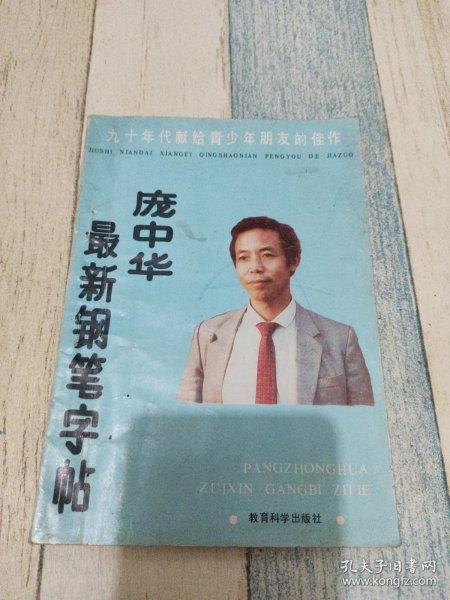 九十年代献给青少年朋友的佳作
JIUSHI NIANDAI XIANGEI QINGSHAONIAN PENGYOU DE JIAZUO
庞中华
最新钢笔字帖
PANGZHONGHUA
ZUIXIN GANGBI ZITIE
教育科学出版社
孔夫子旧书网
www.kongfz.com